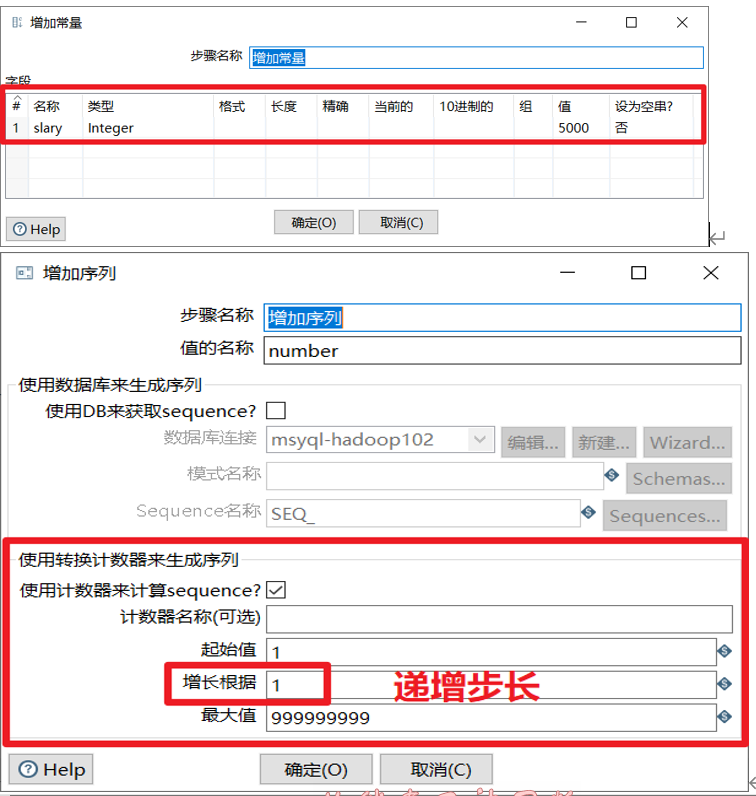 增加常量
步骤名称 增加常量
字段
# 名称 类型 格式 长度 精确 当前的 10进制的 组 值 设为空串?
1 slary Integer 5000 否
Help 确定(O) 取消(C)
增加序列
步骤名称 增加序列
值的名称 number
使用数据库来生成序列
使用DB来获取sequence?
数据库连接 msyql-hadoop102 编辑... 新建... Wizard...
模式名称 Schemas...
Sequence名称 SEQ_ Sequences...
使用转换计数器来生成序列
使用计数器来计算sequence?
计数器名称(可选)
起始值 1
增长根据 1 递增步长
最大值 999999999
Help 确定(O) 取消(C)